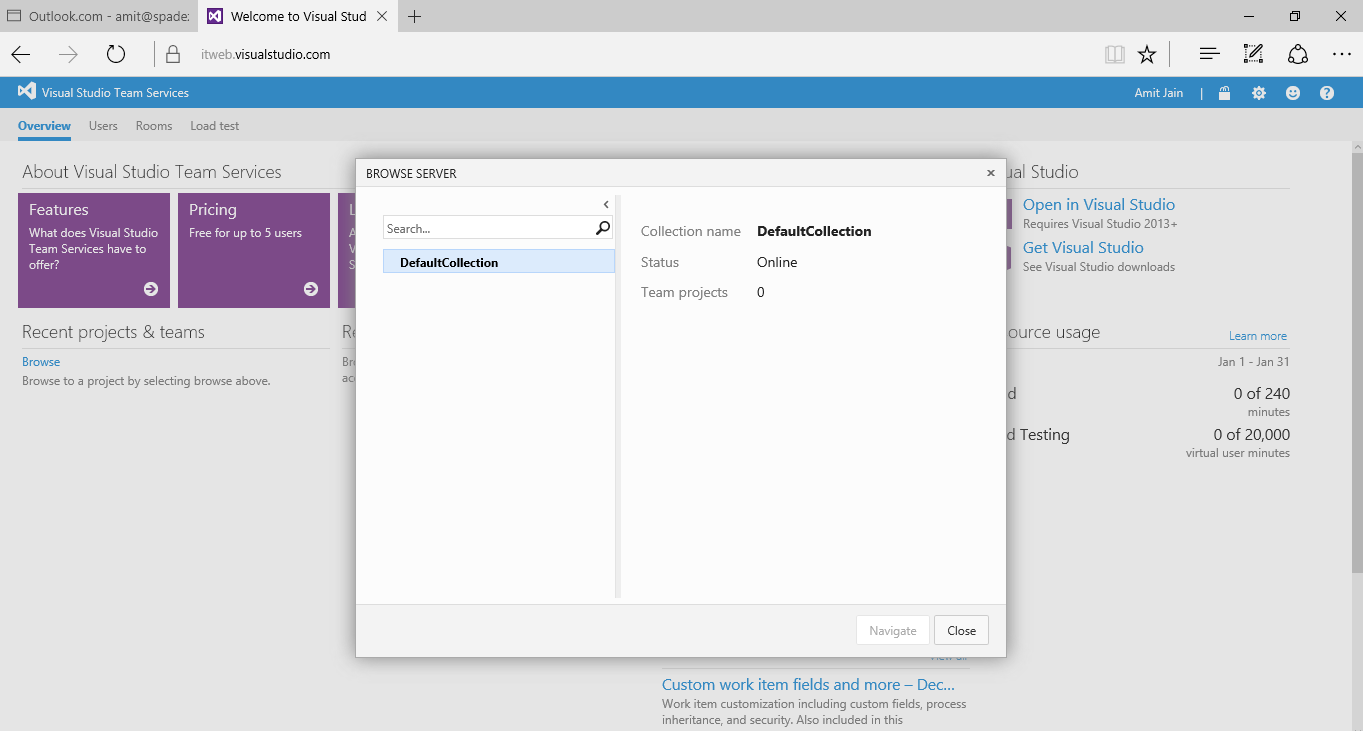 Outlook.com - amit@spade:
Welcome to Visual Stud
itweb.visualstudio.com
Visual Studio Team Services
Amit Jain
Overview Users Rooms Load test
About Visual Studio Team Services
Features
What does Visual Studio
Team Services have to
offer?
Pricing
Free for up to 5 users
Recent projects & teams
Browse
Browse to a project by selecting browse above.
BROWSE SERVER
Search...
DefaultCollection
Collection name DefaultCollection
Status Online
Team projects 0
Navigate Close
Studio
Open in Visual Studio
Requires Visual Studio 2013+
Get Visual Studio
See Visual Studio downloads
usage
Learn more
Jan 1 - Jan 31
0 of 240
minutes
Testing 0 of 20,000
virtual user minutes
Custom work item fields and more – Dec...
Work item customization including custom fields, process
inheritance, and security. Also included in this